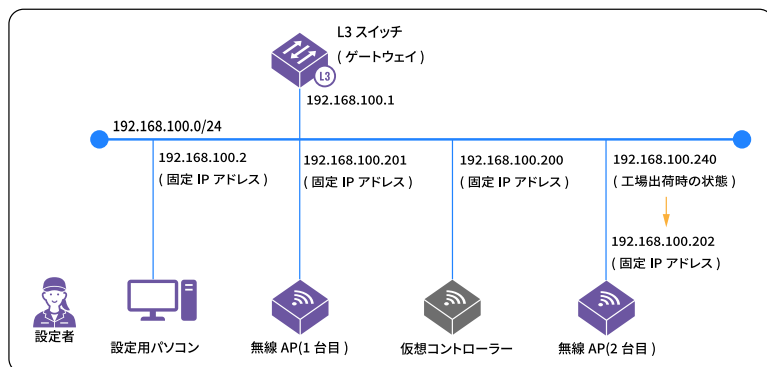 L3 スイッチ
( ゲートウェイ )
L3
192.168.100.1
192.168.100.0/24
192.168.100.2
( 固定 IP アドレス )
192.168.100.201
( 固定 IP アドレス )
192.168.100.200
( 固定 IP アドレス )
192.168.100.240
( 工場出荷時の状態 )
192.168.100.202
( 固定 IP アドレス )
設定者
設定用パソコン
無線 AP(1 台目 )
仮想コントローラー
無線 AP(2 台目 )